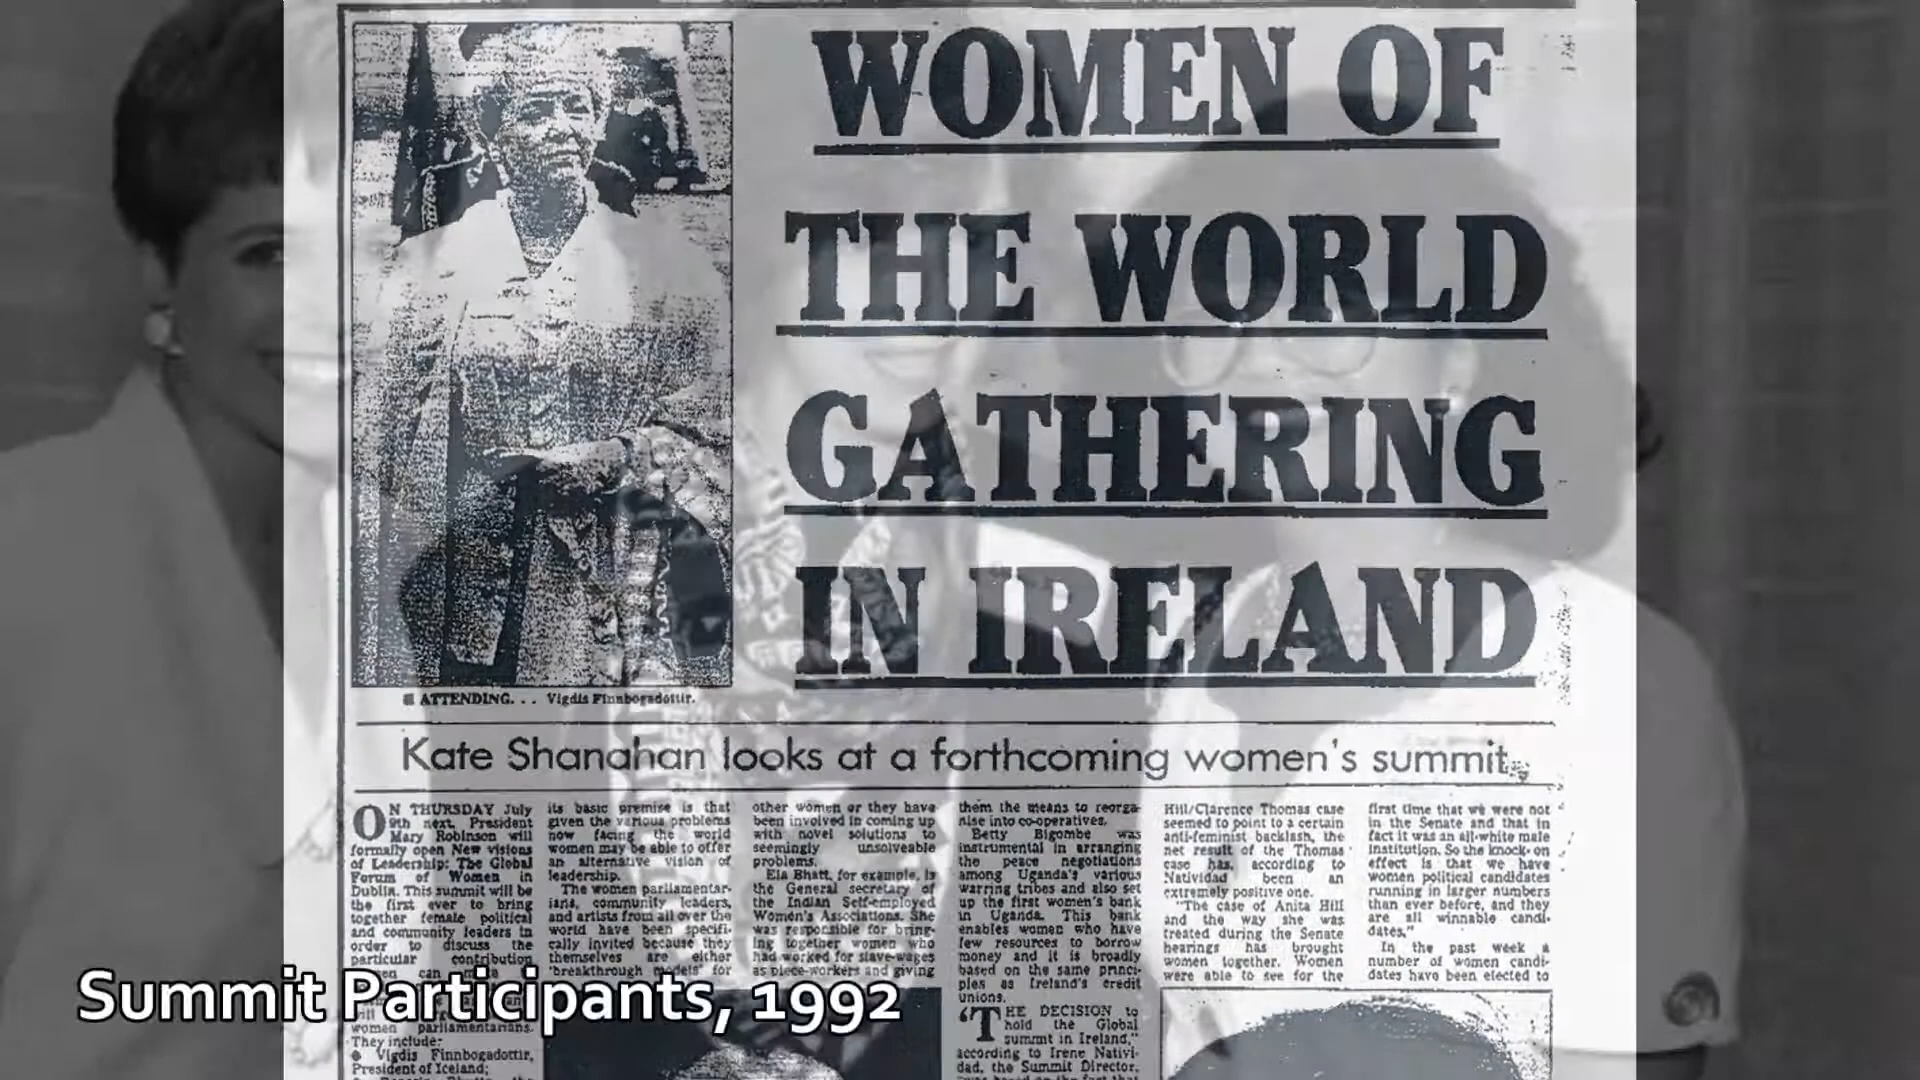 WOMEN OF
THE WORLD
GATHERING
IN IRELAND
ATTENDING. . . Vigdis Finnbogadottir.
Kate Shanahan looks at a forthcoming women's summit
ON THURSDAY July
9th next, President
Mary Robinson will
formally open New visions
of Leadership: The Global
Forum of Women in
Dublin. This summit will be
the first ever to bring
together female political
and community leaders in
order to discuss the
particular contribution
women parliamentarians.
They include:
Vigdis Finnbogadottir,
President of Iceland;
its basic premise is that
given the various problems
now facing the world
women may be able to offer
an alternative vision of
leadership.
The women parliamentar-
ians, community leaders,
and artists from all over the
world have been specifi-
cally invited because they
themselves are either
'breakthrough models' for
other women or they have
been involved in coming up
with novel solutions to
seemingly unsolveable
problems.
Ela Bhatt, for example, is
the General secretary of
the Indian Self-employed
Women's Associations. She
was responsible for bring-
ing together women who
had worked for slave-wages
as piece-workers and giving
them the means to reorga-
nise into co-operatives.
Betty Bigombe was
instrumental in arranging
the peace negotiations
among Uganda's various
warring tribes and also set
up the first women's bank
in Uganda. This bank
enables women who have
few resources to borrow
money and it is broadly
based on the same princi-
ples as Ireland's credit
unions.
'THE DECISION to
hold the Global
summit in Ireland,"
according to Irene Nativi-
dad, the Summit Director,
Hill/Clarence Thomas case
seemed to point to a certain
anti-feminist backlash, the
net result of the Thomas
case has, according to
Natividad been an
extremely positive one.
"The case of Anita Hill
and the way she was
treated during the Senate
hearings has brought
women together. Women
were able to see for the
first time that we were not
in the Senate and that in
fact it was an all-white male
institution. So the knock-on
effect is that we have
women political candidates
running in larger numbers
than ever before, and they
are all winnable candi-
dates."
In the past week a
number of women candi-
dates have been elected to
Summit Participants, 1992